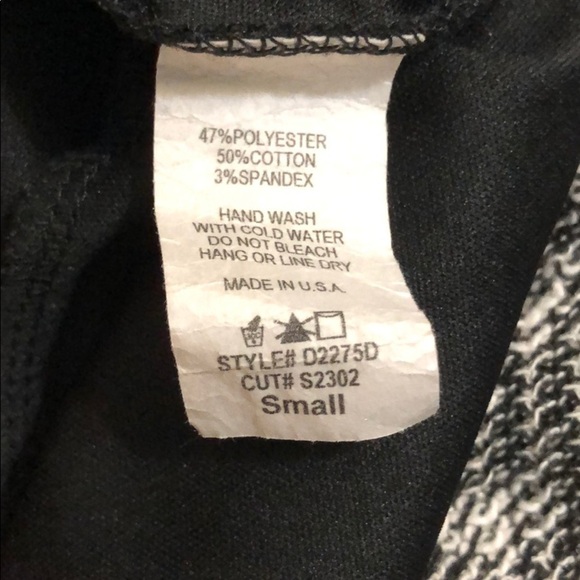 47%POLYESTER
50%COTTON
3%SPANDEX
HAND WASH
WITH COLD WATER
DO NOT BLEACH
HANG OR LINE DRY
MADE IN U.S.A.
STYLE# D2275D
CUT# S2302
Small